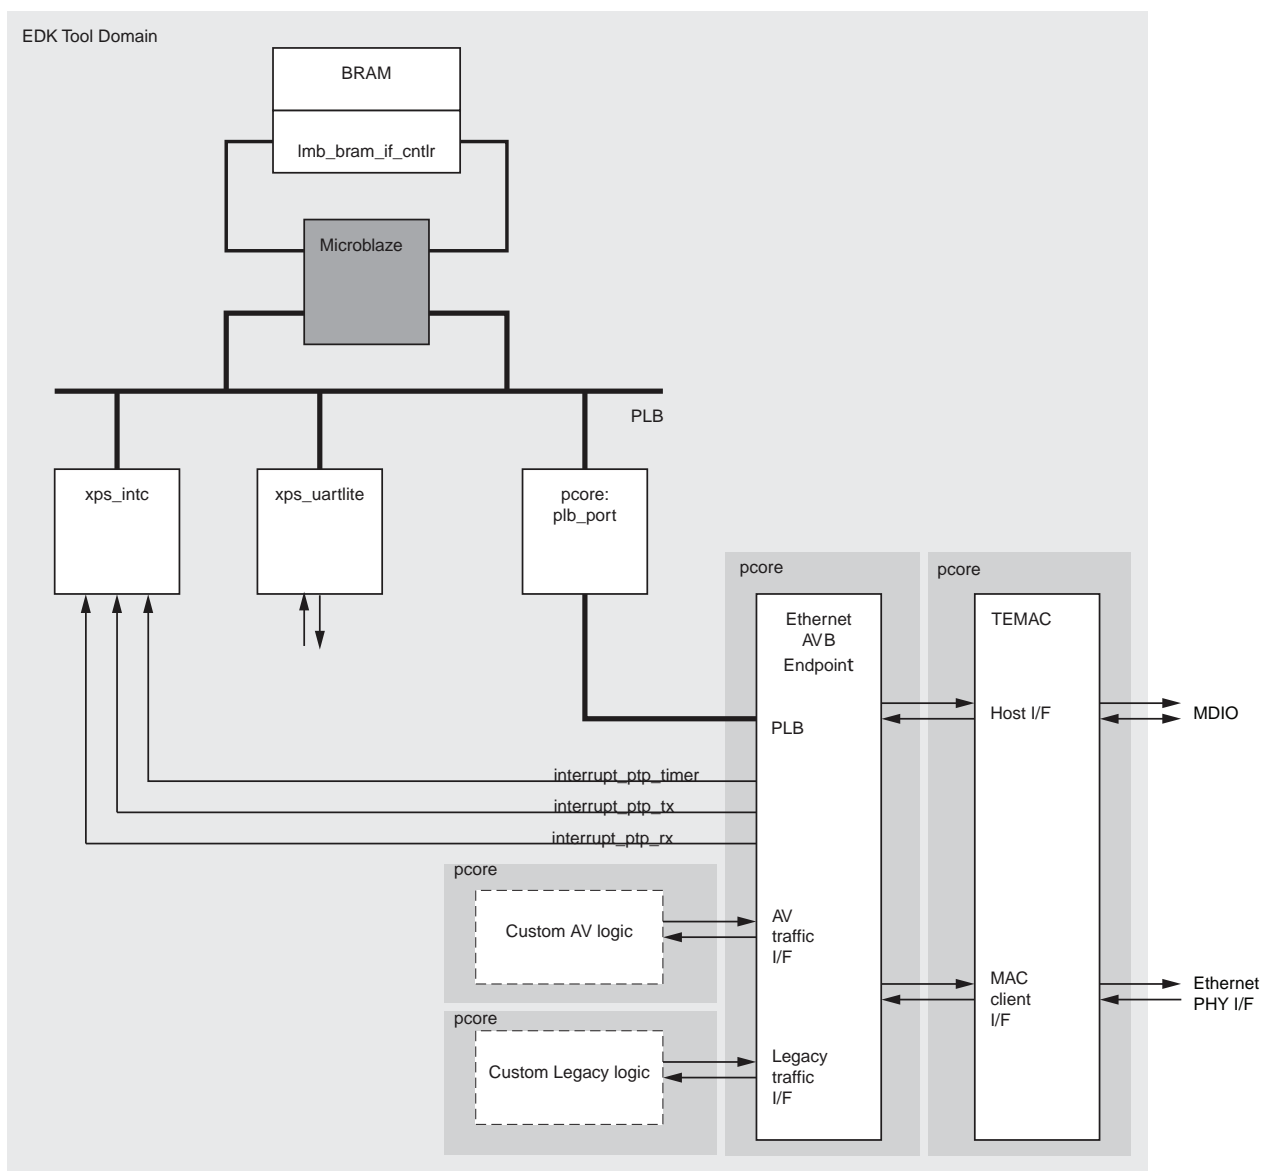 EDK Tool Domain
BRAM
lmb_bram_if_cntlr
Microblaze
PLB
xps_intc
xps_uartlite
pcore:
plb_port
pcore
pcore
Ethernet
AVB
Endpoint
TEMAC
Host I/F
MDIO
PLB
interrupt_ptp_timer
interrupt_ptp_tx
interrupt_ptp_rx
pcore
Custom AV logic
AV
traffic
I/F
MAC
client
I/F
Ethernet
PHY I/F
pcore
Custom Legacy logic
Legacy
traffic
I/F